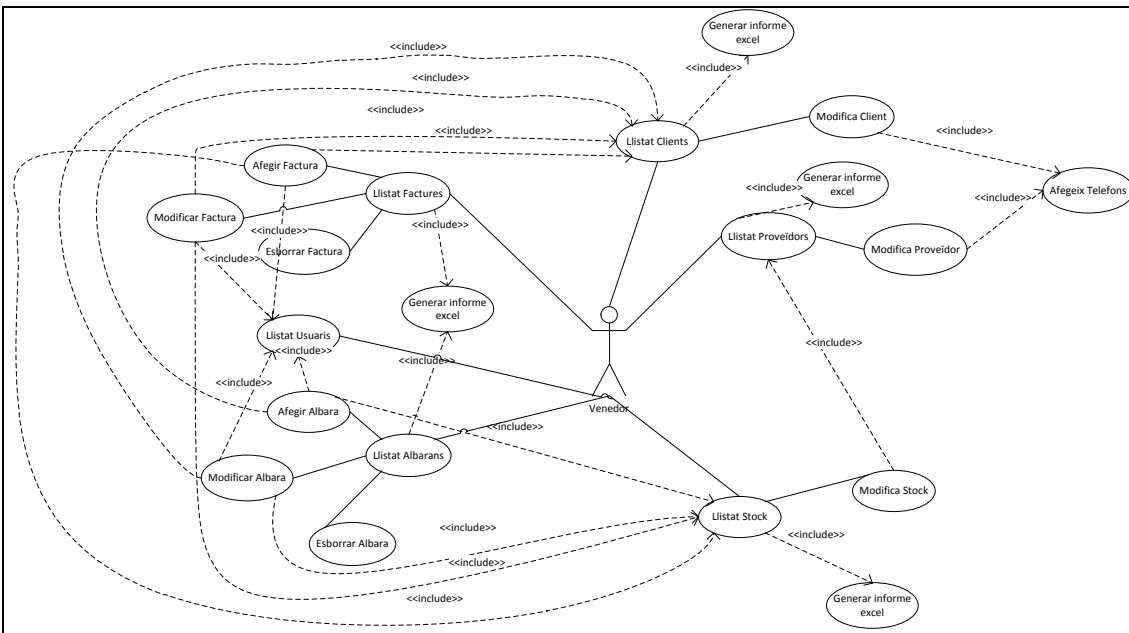 Generar informe
excel
<<include>>
<<include>>
<<include>>
<<include>>
<<include>>
Llistat Clients
Modifica Client
<<include>>
Afegir Factura
Llistat Factures
Generar informe
excel
<<include>>
Afegeix Telefons
Modificar Factura
<<include>>
<<include>>
<<include>>
Llistat Proveïdors
Modifica Proveïdor
Esborrar Factura
<<include>>
<<include>>
Generar informe
excel
Llistat Usuaris
<<include>>
<<include>>
<<include>>
<<include>>
Afegir Albara
Venedor
<<include>>
Llistat Albarans
Modificar Albara
Modifica Stock
Llistat Stock
<<include>>
<<include>>
Esborrar Albara
<<include>>
<<include>>
Generar informe
excel